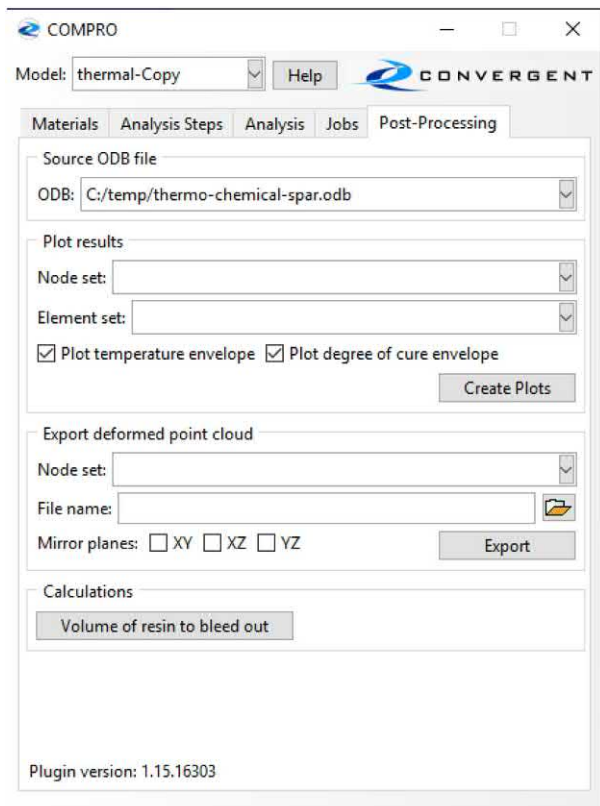 COMPRO
Model: thermal-Copy Help CONVERGENT
Materials Analysis Steps Analysis Jobs Post-Processing
Source ODB file
ODB: C:/temp/thermo-chemical-spar.odb
Plot results
Node set:
Element set:
Plot temperature envelope Plot degree of cure envelope
Create Plots
Export deformed point cloud
Node set:
File name:
Mirror planes: XY XZ YZ Export
Calculations
Volume of resin to bleed out
Plugin version: 1.15.16303